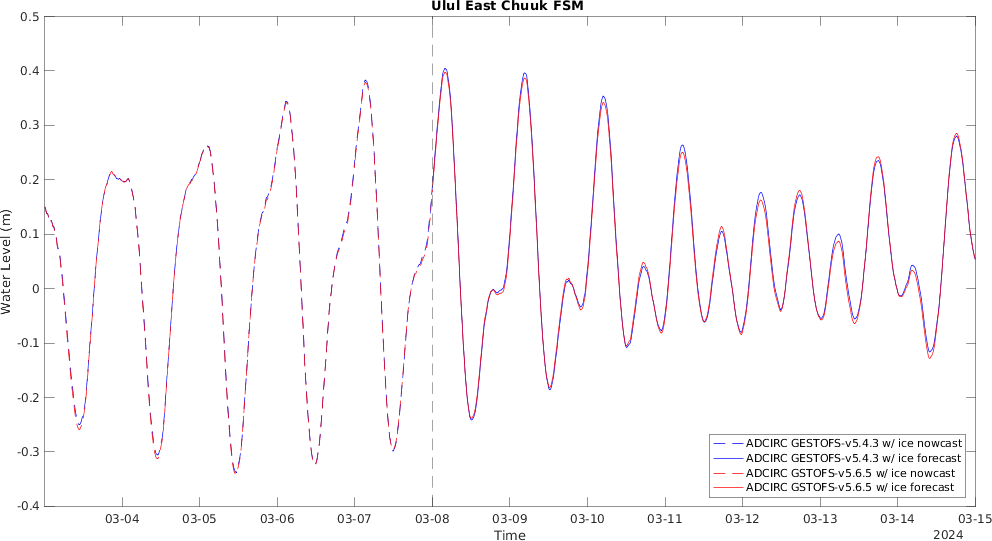 Ulul East Chuuk FSM
0.5
0.4
0.3
0.2
0.1
0
-0.1
-0.2
-0.3
-0.4
Water Level (m)
ADCIRC GESTOFS-v5.4.3 w/ ice nowcast
ADCIRC GESTOFS-v5.4.3 w/ ice forecast
ADCIRC GSTOFS-v5.6.5 w/ ice nowcast
ADCIRC GSTOFS-v5.6.5 w/ ice forecast
03-04 03-05 03-06 03-07 03-08 03-09 03-10 03-11 03-12 03-13 03-14 03-15
Time
2024